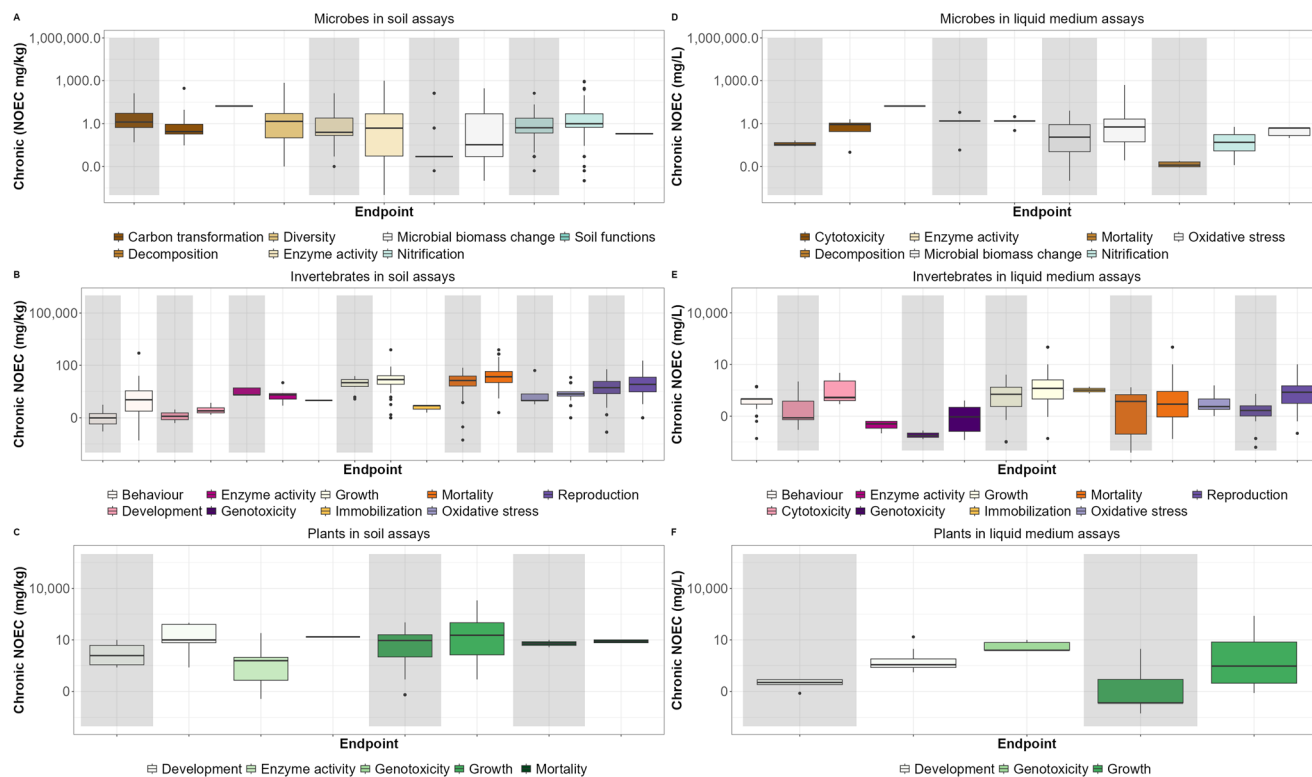 A
Microbes in soil assays
Chronic (NOEC mg/kg)
1,000,000.0
1,000.0
1.0
0.0
Endpoint
Carbon transformation Diversity Microbial biomass change Soil functions
Decomposition Enzyme activity Nitrification
D
Microbes in liquid medium assays
Chronic NOEC (mg/L)
1,000,000.0
1,000.0
1.0
0.0
Endpoint
Cytotoxicity Enzyme activity Mortality Oxidative stress
Decomposition Microbial biomass change Nitrification
B
Invertebrates in soil assays
Chronic NOEC (mg/kg)
100,000
100
0
Endpoint
Behaviour Enzyme activity Growth Mortality Reproduction
Development Genotoxicity Immobilization Oxidative stress
E
Invertebrates in liquid medium assays
Chronic NOEC (mg/L)
10,000
10
0
Endpoint
Behaviour Enzyme activity Growth Mortality Reproduction
Cytotoxicity Genotoxicity Immobilization Oxidative stress
C
Plants in soil assays
Chronic NOEC (mg/kg)
10,000
10
0
Endpoint
Development Enzyme activity Genotoxicity Growth Mortality
F
Plants in liquid medium assays
Chronic NOEC (mg/L)
10,000
10
0
Endpoint
Development Genotoxicity Growth